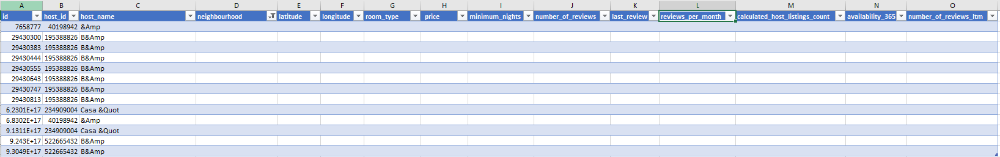 A B C D E F G H I J K L M N O
id host_id host_name neighbourhood latitude longitude room_type price minimum_nights number_of_reviews last_review reviews_per_month calculated_host_listings_count availability_365 number_of_reviews_ltm
7658777 40198942 &Amp
29430300 195388826 B&Amp
29430383 195388826 B&Amp
29430444 195388826 B&Amp
29430555 195388826 B&Amp
29430643 195388826 B&Amp
29430747 195388826 B&Amp
29430813 195388826 B&Amp
6.2301E+17 234909004 Casa &Quot
6.8302E+17 40198942 &Amp
9.1311E+17 234909004 Casa &Quot
9.243E+17 522665432 B&Amp
9.3049E+17 522665432 B&Amp